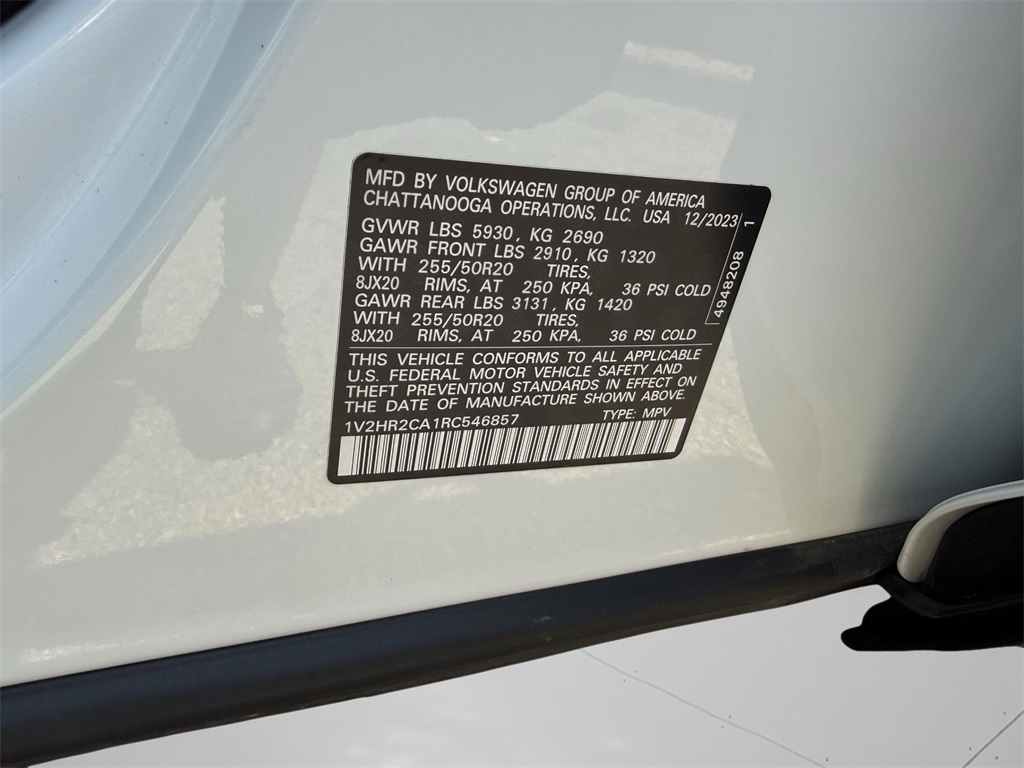 MFD BY VOLKSWAGEN GROUP OF AMERICA
CHATTANOOGA OPERATIONS, LLC. USA 12/2023
GVWR LBS 5930, KG 2690
GAWR FRONT LBS 2910, KG 1320
WITH 255/50R20 TIRES,
8JX20 RIMS, AT 250 KPA, 36 PSI COLD
GAWR REAR LBS 3131, KG 1420
WITH 255/50R20 TIRES,
8JX20 RIMS, AT 250 KPA, 36 PSI COLD
THIS VEHICLE CONFORMS TO ALL APPLICABLE
U.S. FEDERAL MOTOR VEHICLE SAFETY AND
THEFT PREVENTION STANDARDS IN EFFECT ON
THE DATE OF MANUFACTURE SHOWN ABOVE.
1V2HR2CA1RC546857 TYPE: MPV
4948208 1